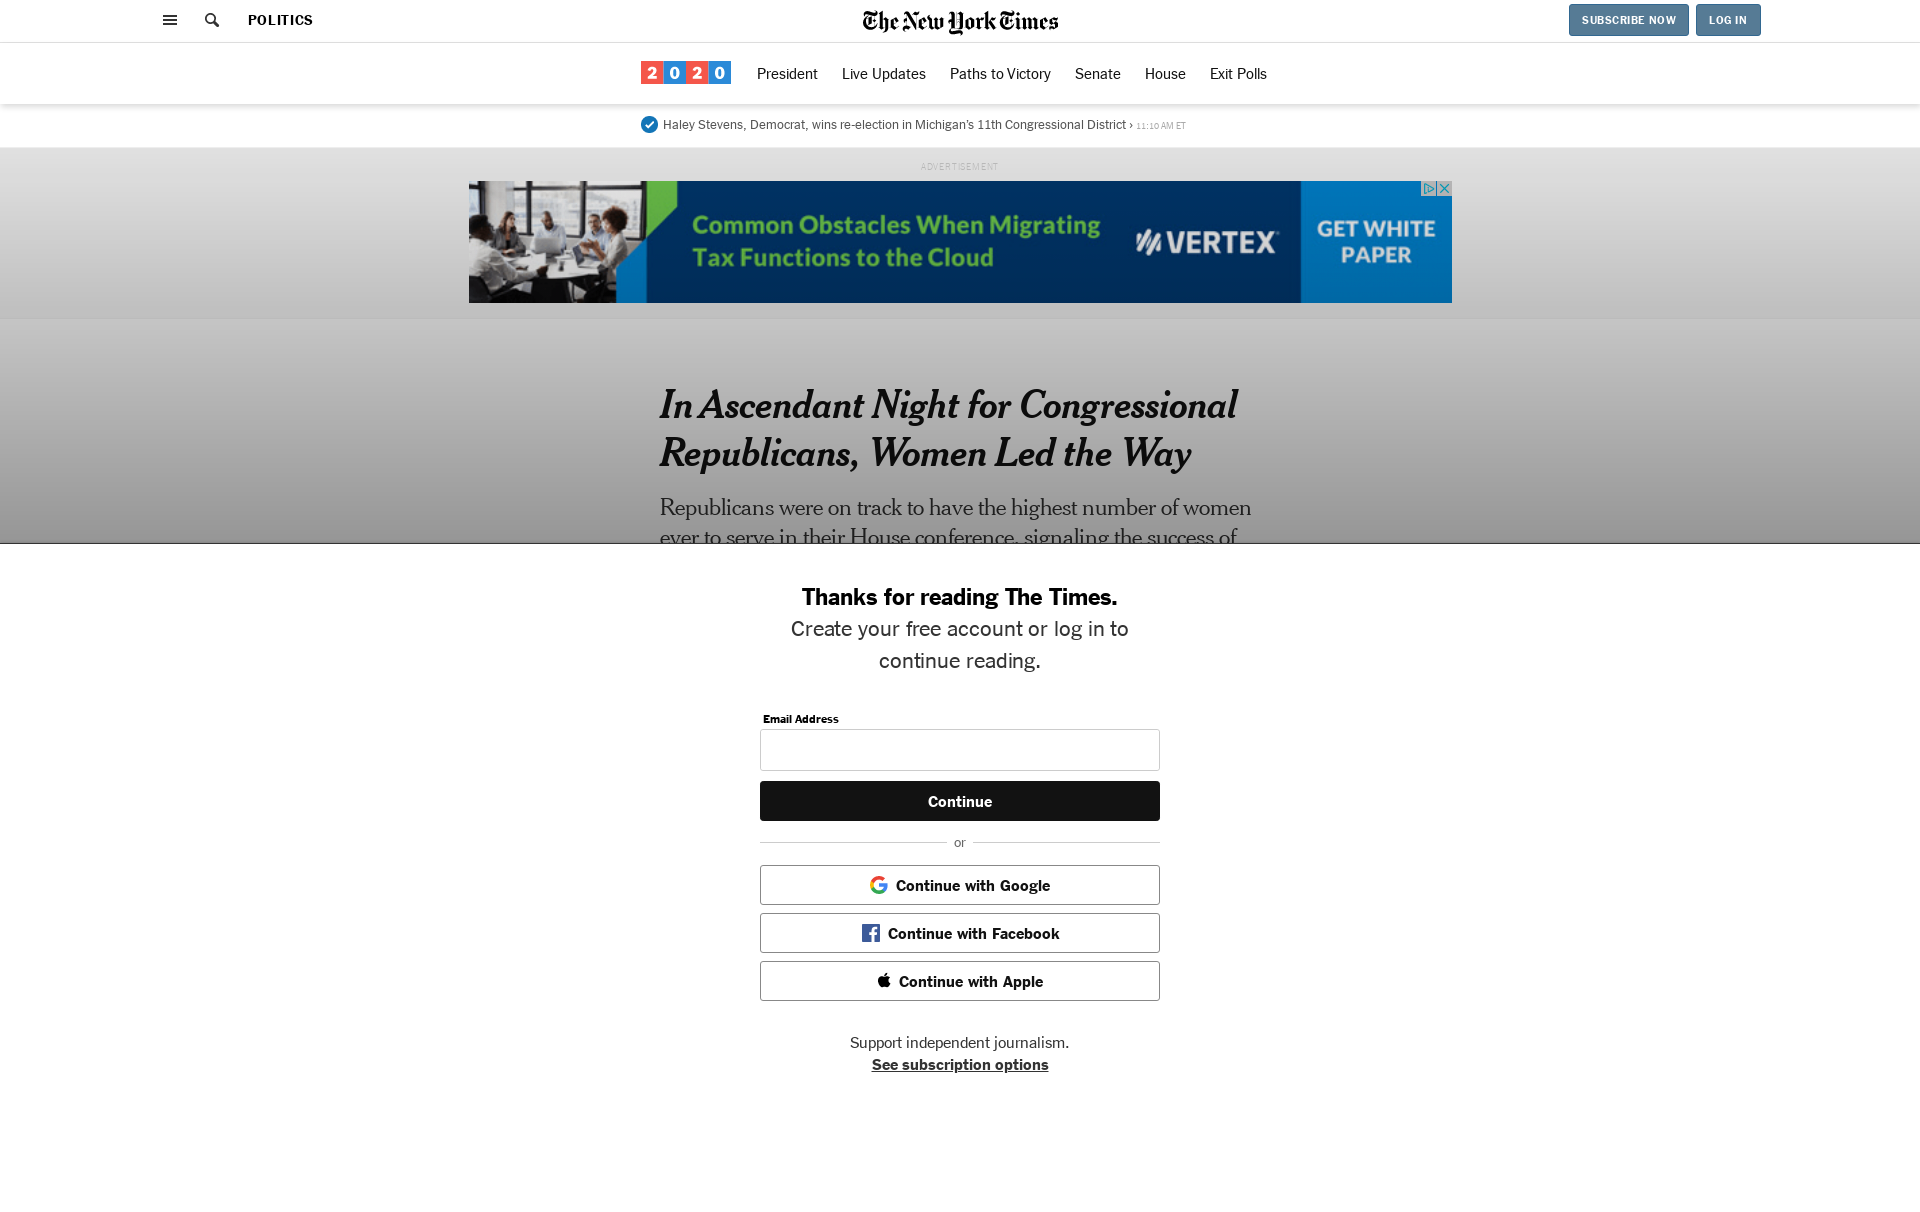 POLITICS
The New York Times
SUBSCRIBE NOW
LOG IN
2020
President
Live Updates
Paths to Victory
Senate
House
Exit Polls
Haley Stevens, Democrat, wins re-election in Michigan's 11th Congressional District › 11:10 AM ET
ADVERTISEMENT
Common Obstacles When Migrating
Tax Functions to the Cloud
VERTEX
GET WHITE
PAPER
In Ascendant Night for Congressional
Republicans, Women Led the Way
Republicans were on track to have the highest number of women
ever to serve in their House conference, signaling the success of
Thanks for reading The Times.
Create your free account or log in to
continue reading.
Email Address
Continue
or
Continue with Google
Continue with Facebook
Continue with Apple
Support independent journalism.
See subscription options